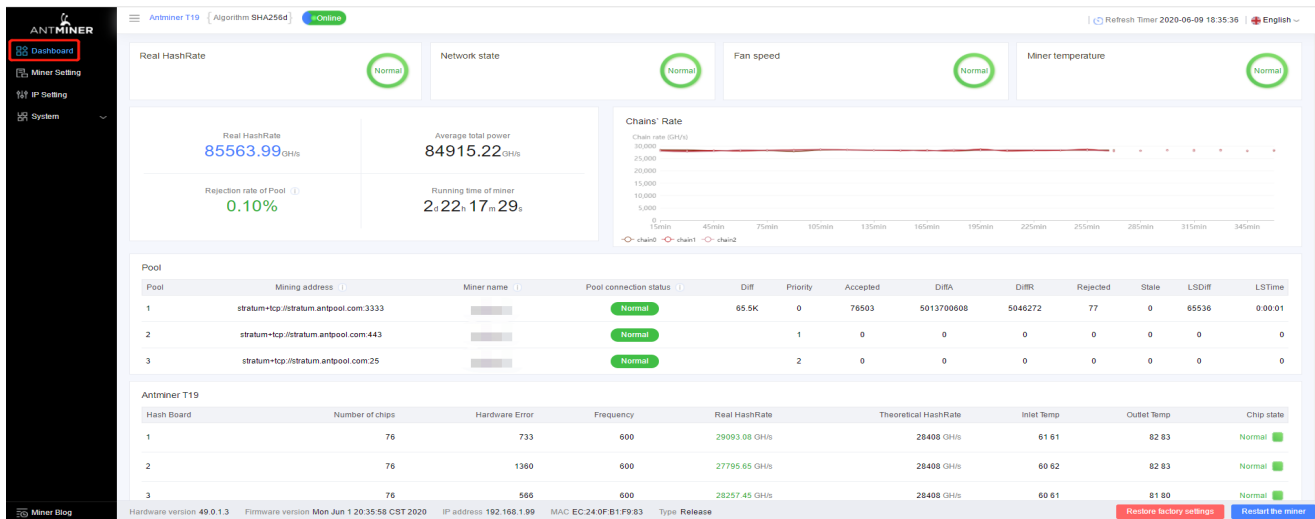 ANTMINER
Antminer T19 {Algorithm SHA256d} Online
Refresh Timer 2020-06-09 18:35:36 English
Dashboard
Miner Setting
IP Setting
System
Real HashRate Normal
Network state Normal
Fan speed Normal
Miner temperature Normal
Real HashRate
85563.99GH/s
Average total power
84915.22GH/s
Rejection rate of Pool
0.10%
Running time of miner
2d22h17m29s
Chains' Rate
Chain rate (GH/s)
30,000
25,000
20,000
15,000
10,000
5,000
0
15min 45min 75min 105min 135min 165min 195min 225min 255min 285min 315min 345min
chain0 chain1 chain2
Pool
Pool Mining address Miner name Pool connection status Diff Priority Accepted DiffA DiffR Rejected Stale LSDiff LSTime
1 stratum+tcp://stratum.antpool.com:3333 Normal 65.5K 0 76503 5013700608 5046272 77 0 65536 0:00:01
2 stratum+tcp://stratum.antpool.com:443 Normal 1 0 0 0 0 0 0 0
3 stratum+tcp://stratum.antpool.com:25 Normal 2 0 0 0 0 0 0 0
Antminer T19
Hash Board Number of chips Hardware Error Frequency Real HashRate Theoretical HashRate Inlet Temp Outlet Temp Chip state
1 76 733 600 29093.08 GH/s 28408 GH/s 61 61 82 83 Normal
2 76 1360 600 27795.65 GH/s 28408 GH/s 60 62 82 83 Normal
3 76 566 600 28257.45 GH/s 28408 GH/s 60 61 81 80 Normal
Miner Blog
Hardware version 49.0.1.3 Firmware version Mon Jun 1 20:35:58 CST 2020 IP address 192.168.1.99 MAC EC:24:0F:B1:F9:83 Type Release
Restore factory settings
Restart the miner